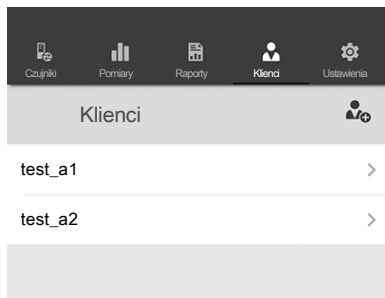 Czujniki Pomiary Raporty Klienci Ustawienia
Klienci
test_a1
test_a2